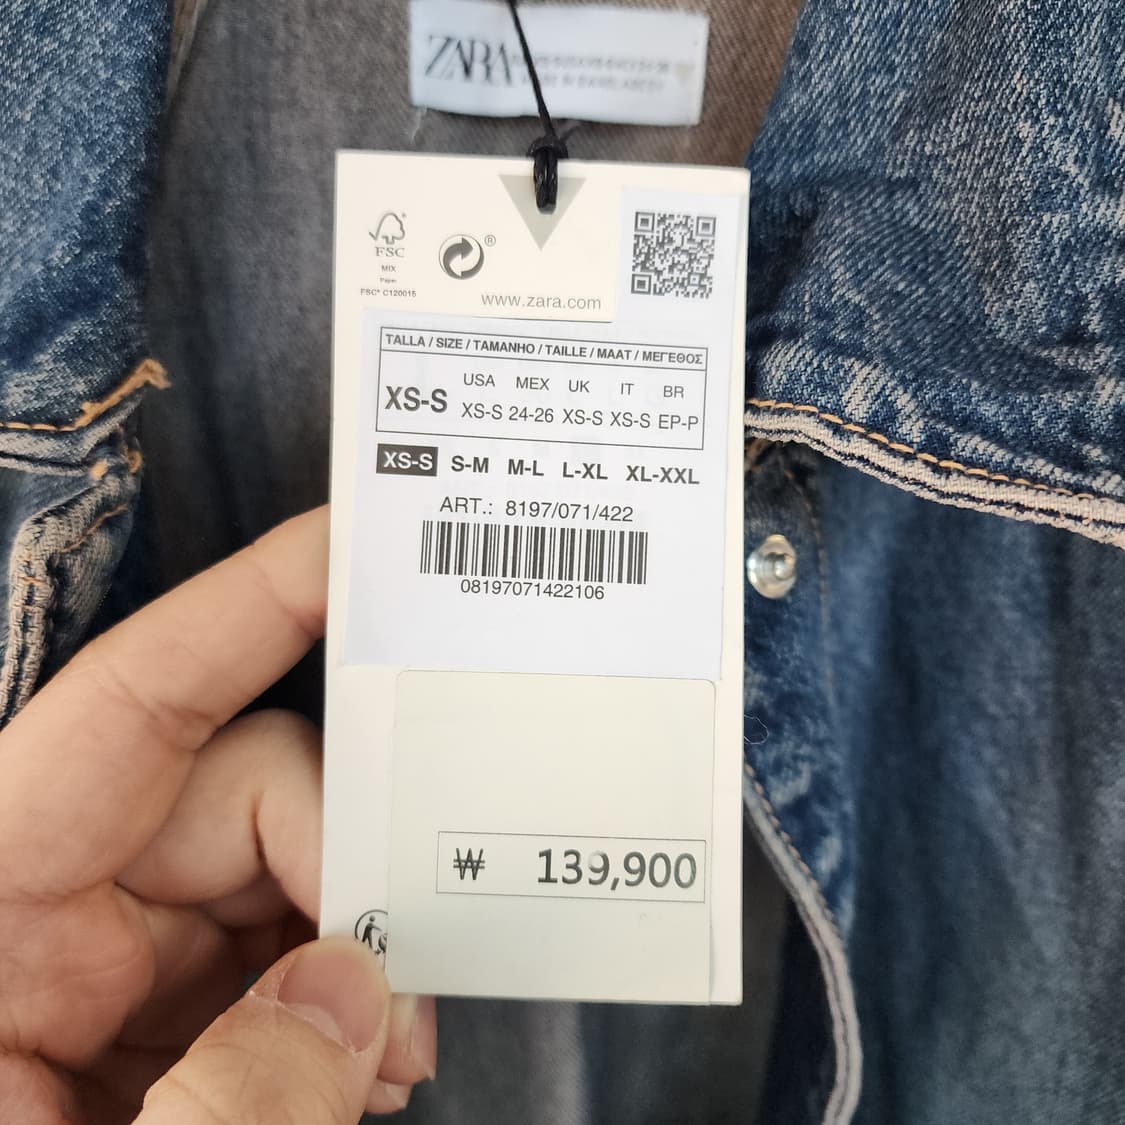 ZARA
FSC
MIX
Paper
FSC® C120015
®
www.zara.com
TALLA / SIZE / TAMANHO / TAILLE / MAAT / ΜΕΓΕΘΟΣ
XS-S
USA MEX UK IT BR
XS-S 24-26 XS-S XS-S EP-P
XS-S S-M M-L L-XL XL-XXL
ART.: 8197/071/422
08197071422106
₩ 139,900